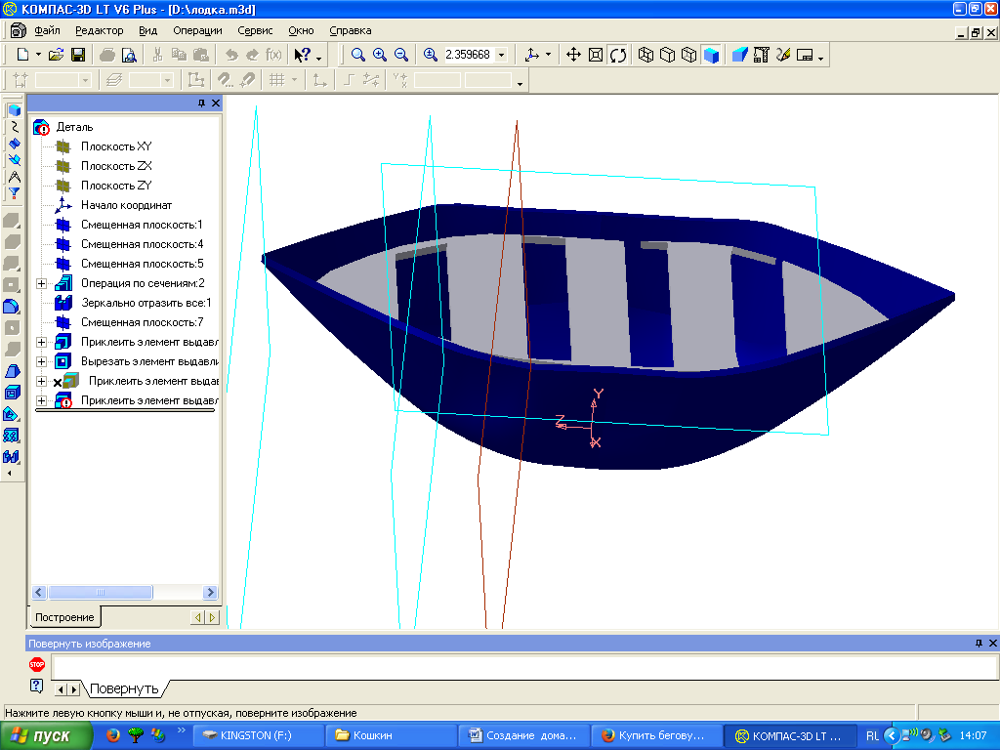 КОМПАС-3D LT V6 Plus - [D:\лодка.m3d]
Файл Редактор Вид Операции Сервис Окно Справка
f(x) 2.359668
Деталь
Плоскость XY
Плоскость ZX
Плоскость ZY
Начало координат
Смещенная плоскость:1
Смещенная плоскость:4
Смещенная плоскость:5
Операция по сечениям:2
Зеркально отразить все:1
Смещенная плоскость:7
Приклеить элемент выдавл
Вырезать элемент выдавли
Приклеить элемент выдав
Приклеить элемент выдавл
Y
Z
X
Построение
Повернуть изображение
STOP
Повернуть
Нажмите левую кнопку мыши и, не отпуская, поверните изображение
пуск KINGSTON (F:) Кошкин Создание дома... Купить бегову... КОМПАС-3D LT ... RU 14:07